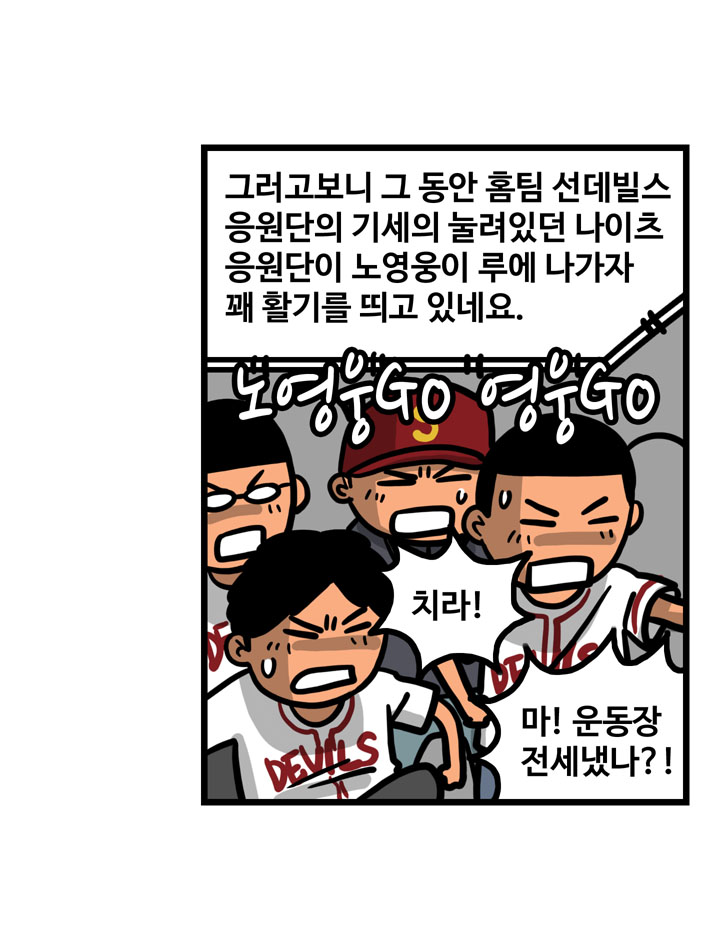 그러고보니 그 동안 홈팀 선데빌스
응원단의 기세의 눌려있던 나이츠
응원단이 노영웅이 루에 나가자
꽤 활기를 띄고 있네요.
노영웅GO 영웅GO
S
치라!
DEVILS
DE
DEVILS
마! 운동장
전세냈나?!